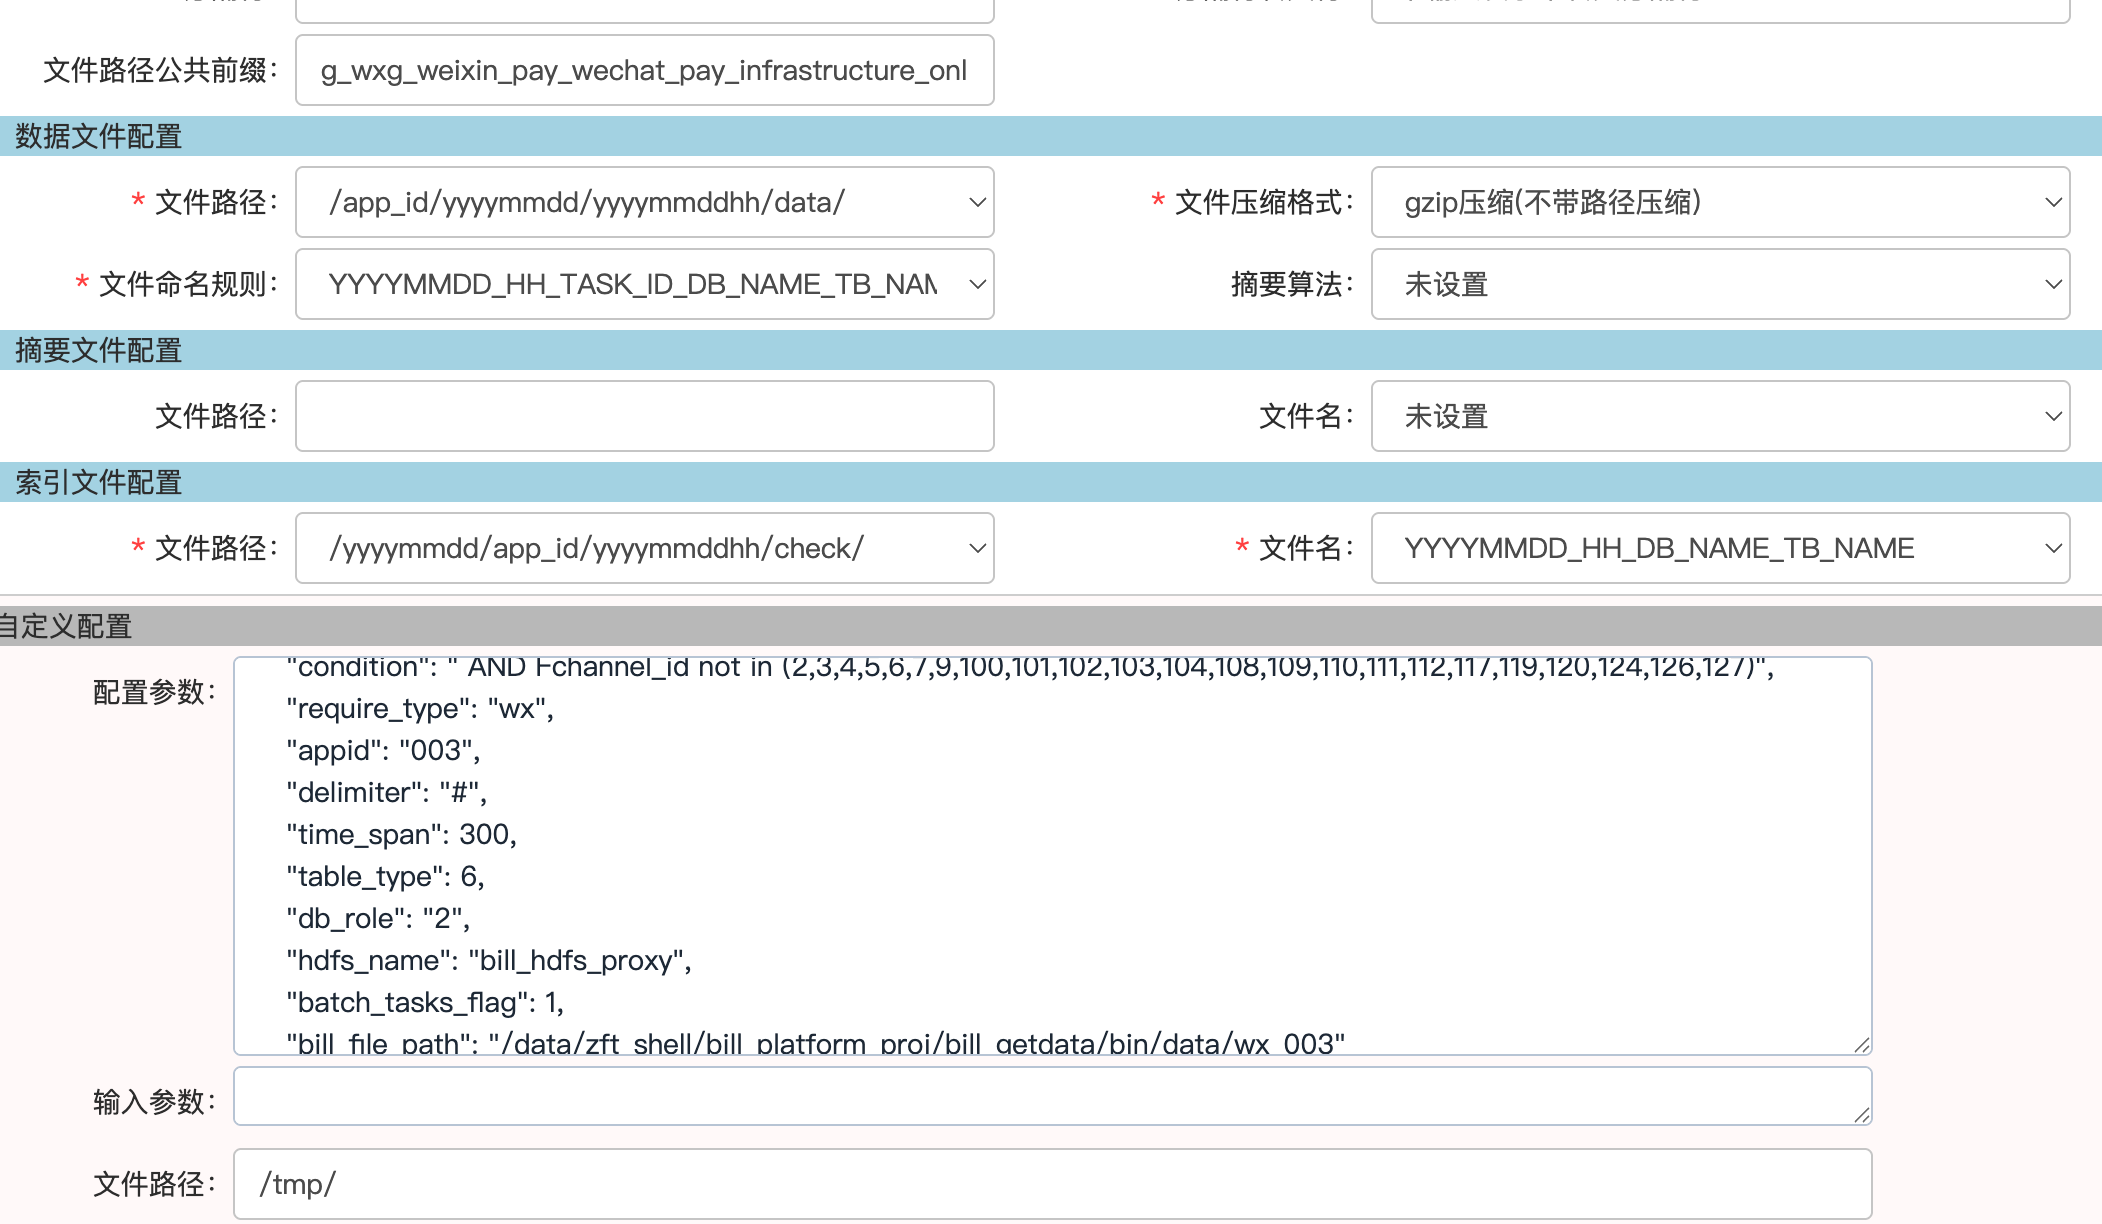 文件路径公共前缀： g_wxg_weixin_pay_wechat_pay_infrastructure_onl
数据文件配置
* 文件路径： /app_id/yyyymmdd/yyyymmddhh/data/ * 文件压缩格式： gzip压缩(不带路径压缩)
* 文件命名规则： YYYYMMDD_HH_TASK_ID_DB_NAME_TB_NAM 摘要算法： 未设置
摘要文件配置
文件路径： 文件名： 未设置
索引文件配置
* 文件路径： /yyyymmdd/app_id/yyyymmddhh/check/ * 文件名： YYYYMMDD_HH_DB_NAME_TB_NAME
自定义配置
配置参数：
"condition": " AND Fchannel_id not in (2,3,4,5,6,7,9,100,101,102,103,104,108,109,110,111,112,117,119,120,124,126,127)",
"require_type": "wx",
"appid": "003",
"delimiter": "#",
"time_span": 300,
"table_type": 6,
"db_role": "2",
"hdfs_name": "bill_hdfs_proxy",
"batch_tasks_flag": 1,
"bill_file_path": "/data/zft_shell/bill_platform_proj/bill_getdata/bin/data/wx_003"
输入参数：
文件路径： /tmp/